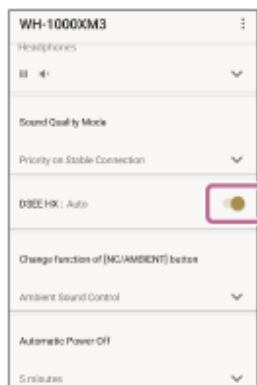 WH-1000XM3
Headphones
Sound Quality Mode
Priority on Stable Connection
DSEE HX : Auto
Change function of [NC/AMBIENT] button
Ambient Sound Control
Automatic Power Off
5 minutes